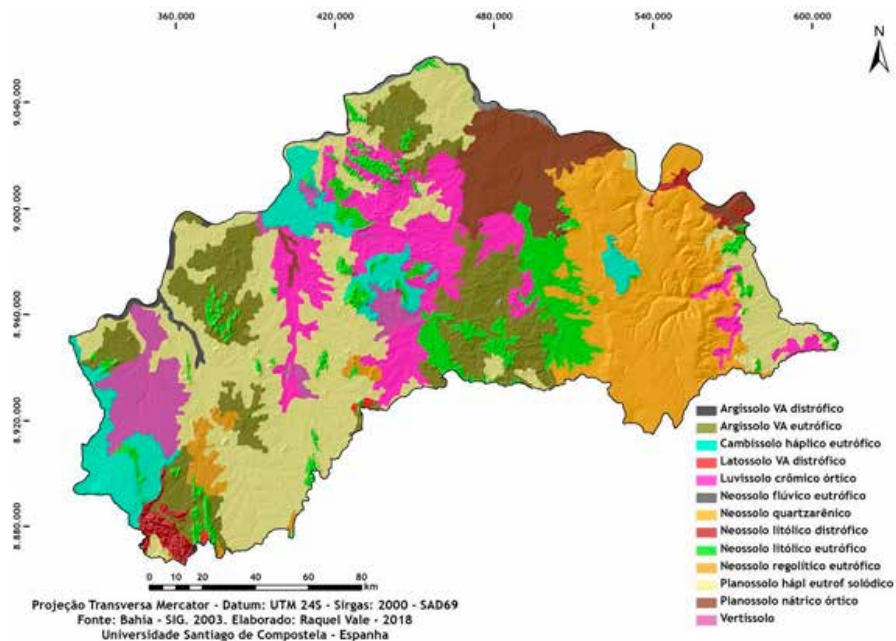 360.000 420.000 480.000 540.000 600.000
N
9.040.000
9.000.000
8.960.000
8.920.000
8.880.000
Argissolo VA distrófico
Argissolo VA eutrófico
Cambissolo háplico eutrófico
Latossolo VA distrófico
Luvissolo crômico órtico
Neossolo flúvico eutrófico
Neossolo quartzarênico
Neossolo litólico distrófico
Neossolo litólico eutrófico
Neossolo regolítico eutrófico
Planossolo hápl eutrof solódico
Planossolo nátrico órtico
Vertissolo
0 10 20 40 60 80
km
Projeção Transversa Mercator - Datum: UTM 24S - Sirgas: 2000 - SAD69
Fonte: Bahia - SIG. 2003. Elaborado: Raquel Vale - 2018
Universidade Santiago de Compostela - Espanha